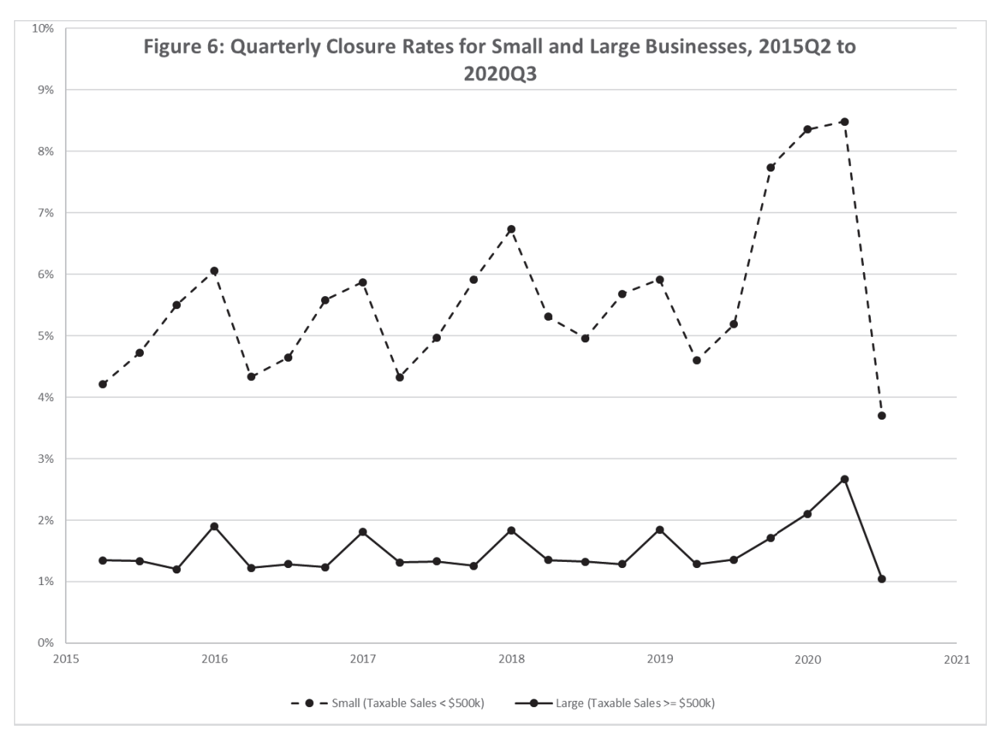 Figure 6: Quarterly Closure Rates for Small and Large Businesses, 2015Q2 to
2020Q3
10%
9%
8%
7%
6%
5%
4%
3%
2%
1%
0%
2015 2016 2017 2018 2019 2020 2021
Small (Taxable Sales < $500k) Large (Taxable Sales >= $500k)